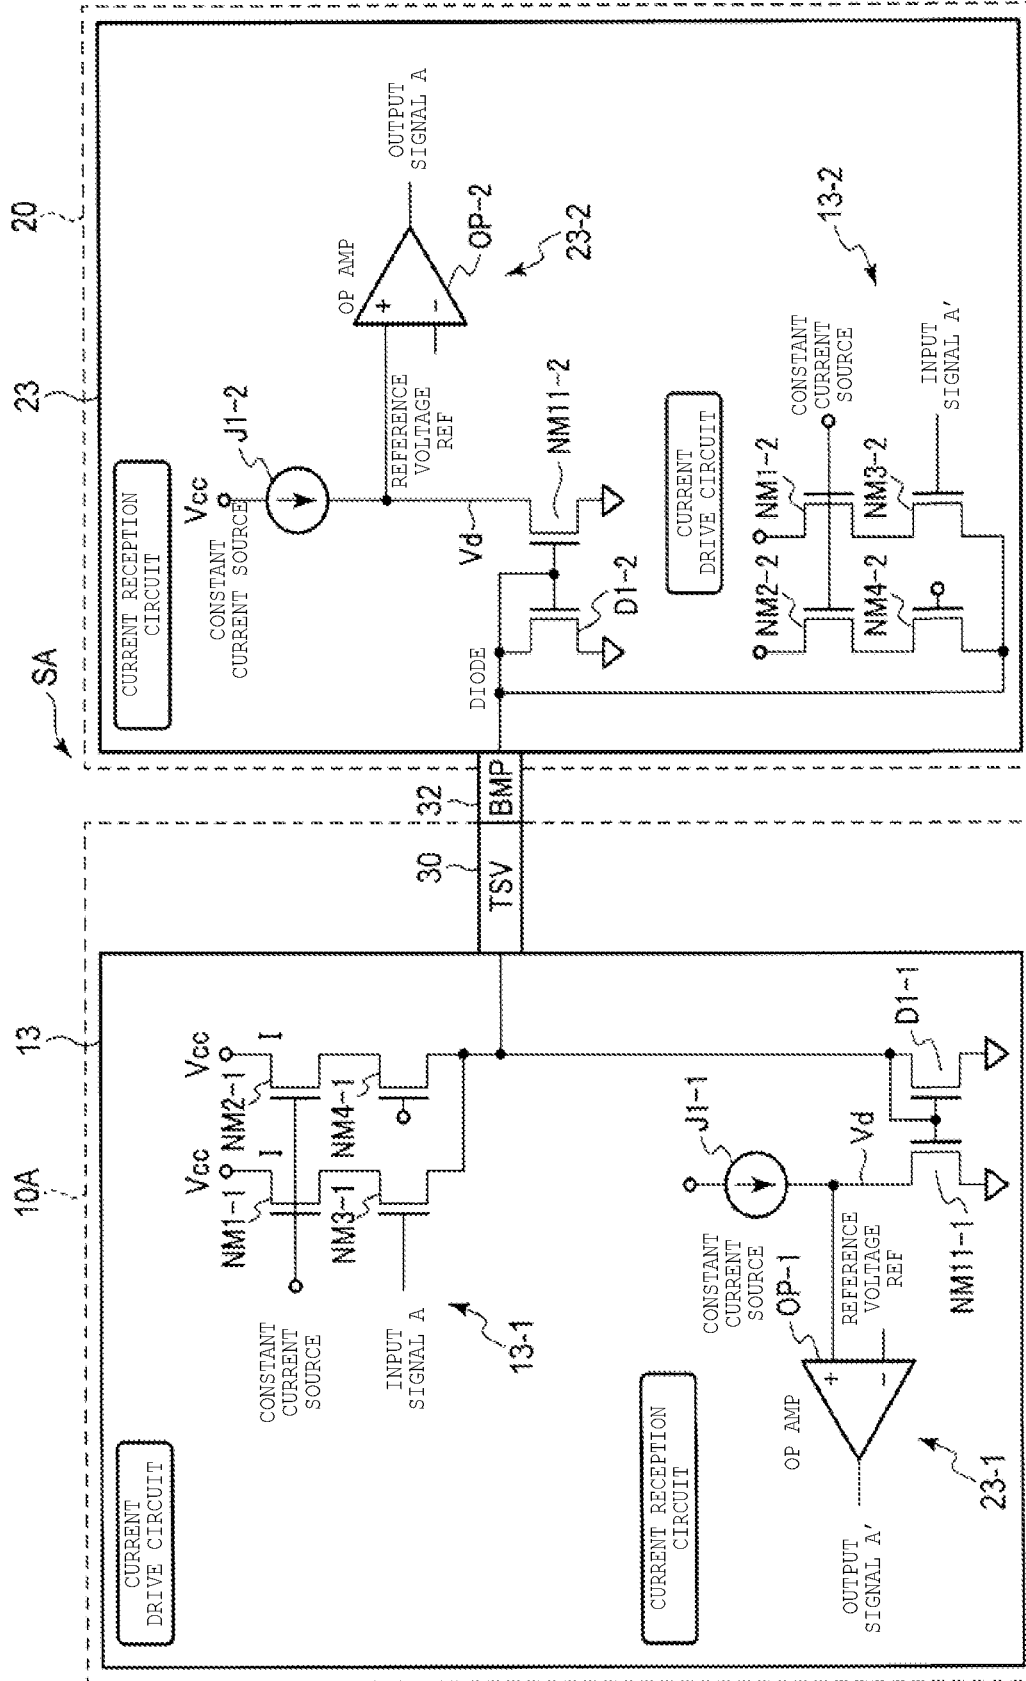 SA
10A
13
CURRENT
DRIVE CIRCUIT
Vcc
Vcc
NM1-1
NM2-1
I
I
CONSTANT
CURRENT
SOURCE
NM3-1
NM4-1
INPUT
SIGNAL A
13-1
CURRENT RECEPTION
CIRCUIT
CONSTANT
CURRENT
SOURCE
J1-1
OP AMP
OP-1
+
-
REFERENCE
VOLTAGE
REF
Vd
D1-1
NM11-1
OUTPUT
SIGNAL A'
23-1
30
TSV
32
BMP
20
23
CURRENT RECEPTION
CIRCUIT
Vcc
CONSTANT
CURRENT SOURCE
J1-2
OP AMP
+
-
OP-2
OUTPUT
SIGNAL A
REFERENCE
VOLTAGE
REF
Vd
NM11-2
23-2
DIODE
D1-2
CURRENT
DRIVE CIRCUIT
CONSTANT
CURRENT
SOURCE
NM2-2
NM1-2
NM4-2
NM3-2
INPUT
SIGNAL A'
13-2